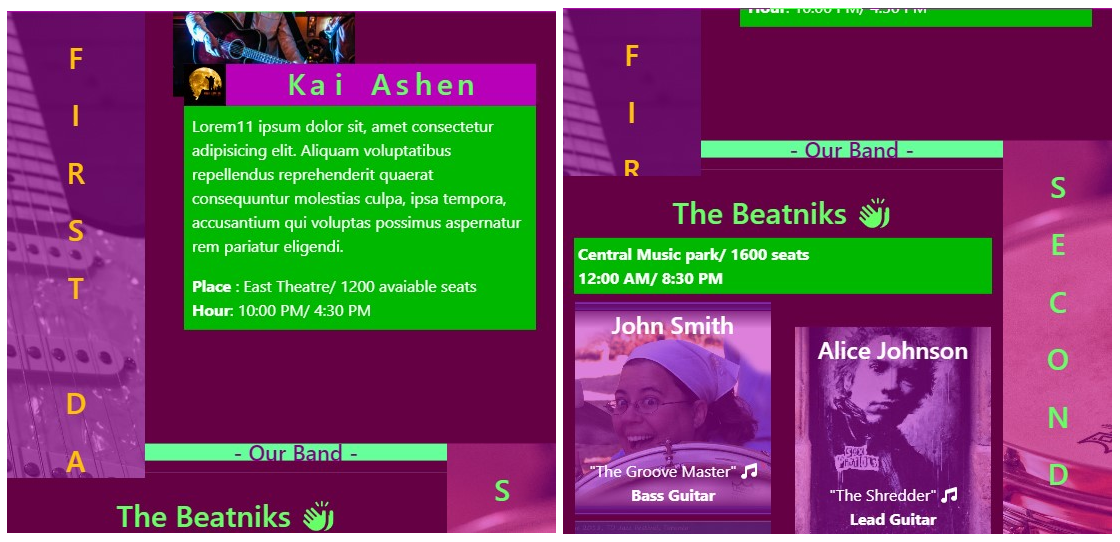 F
I
R
S
T
D
A
Kai Ashen
Lorem11 ipsum dolor sit, amet consectetur
adipisicing elit. Aliquam voluptatibus
repellendus reprehenderit quaerat
consequuntur molestias culpa, ipsa tempora,
accusantium qui voluptas possimus aspernatur
rem pariatur eligendi.
Place : East Theatre/ 1200 avaiable seats
Hour: 10:00 PM/ 4:30 PM
- Our Band -
The Beatniks
S
Hour: 10:00 PM/ 4:30 PM
F
I
R
- Our Band -
The Beatniks
Central Music park/ 1600 seats
12:00 AM/ 8:30 PM
John Smith
"The Groove Master"
Bass Guitar
Alice Johnson
SEX
PISTOLS
"The Shredder"
Lead Guitar
S
E
C
O
N
D